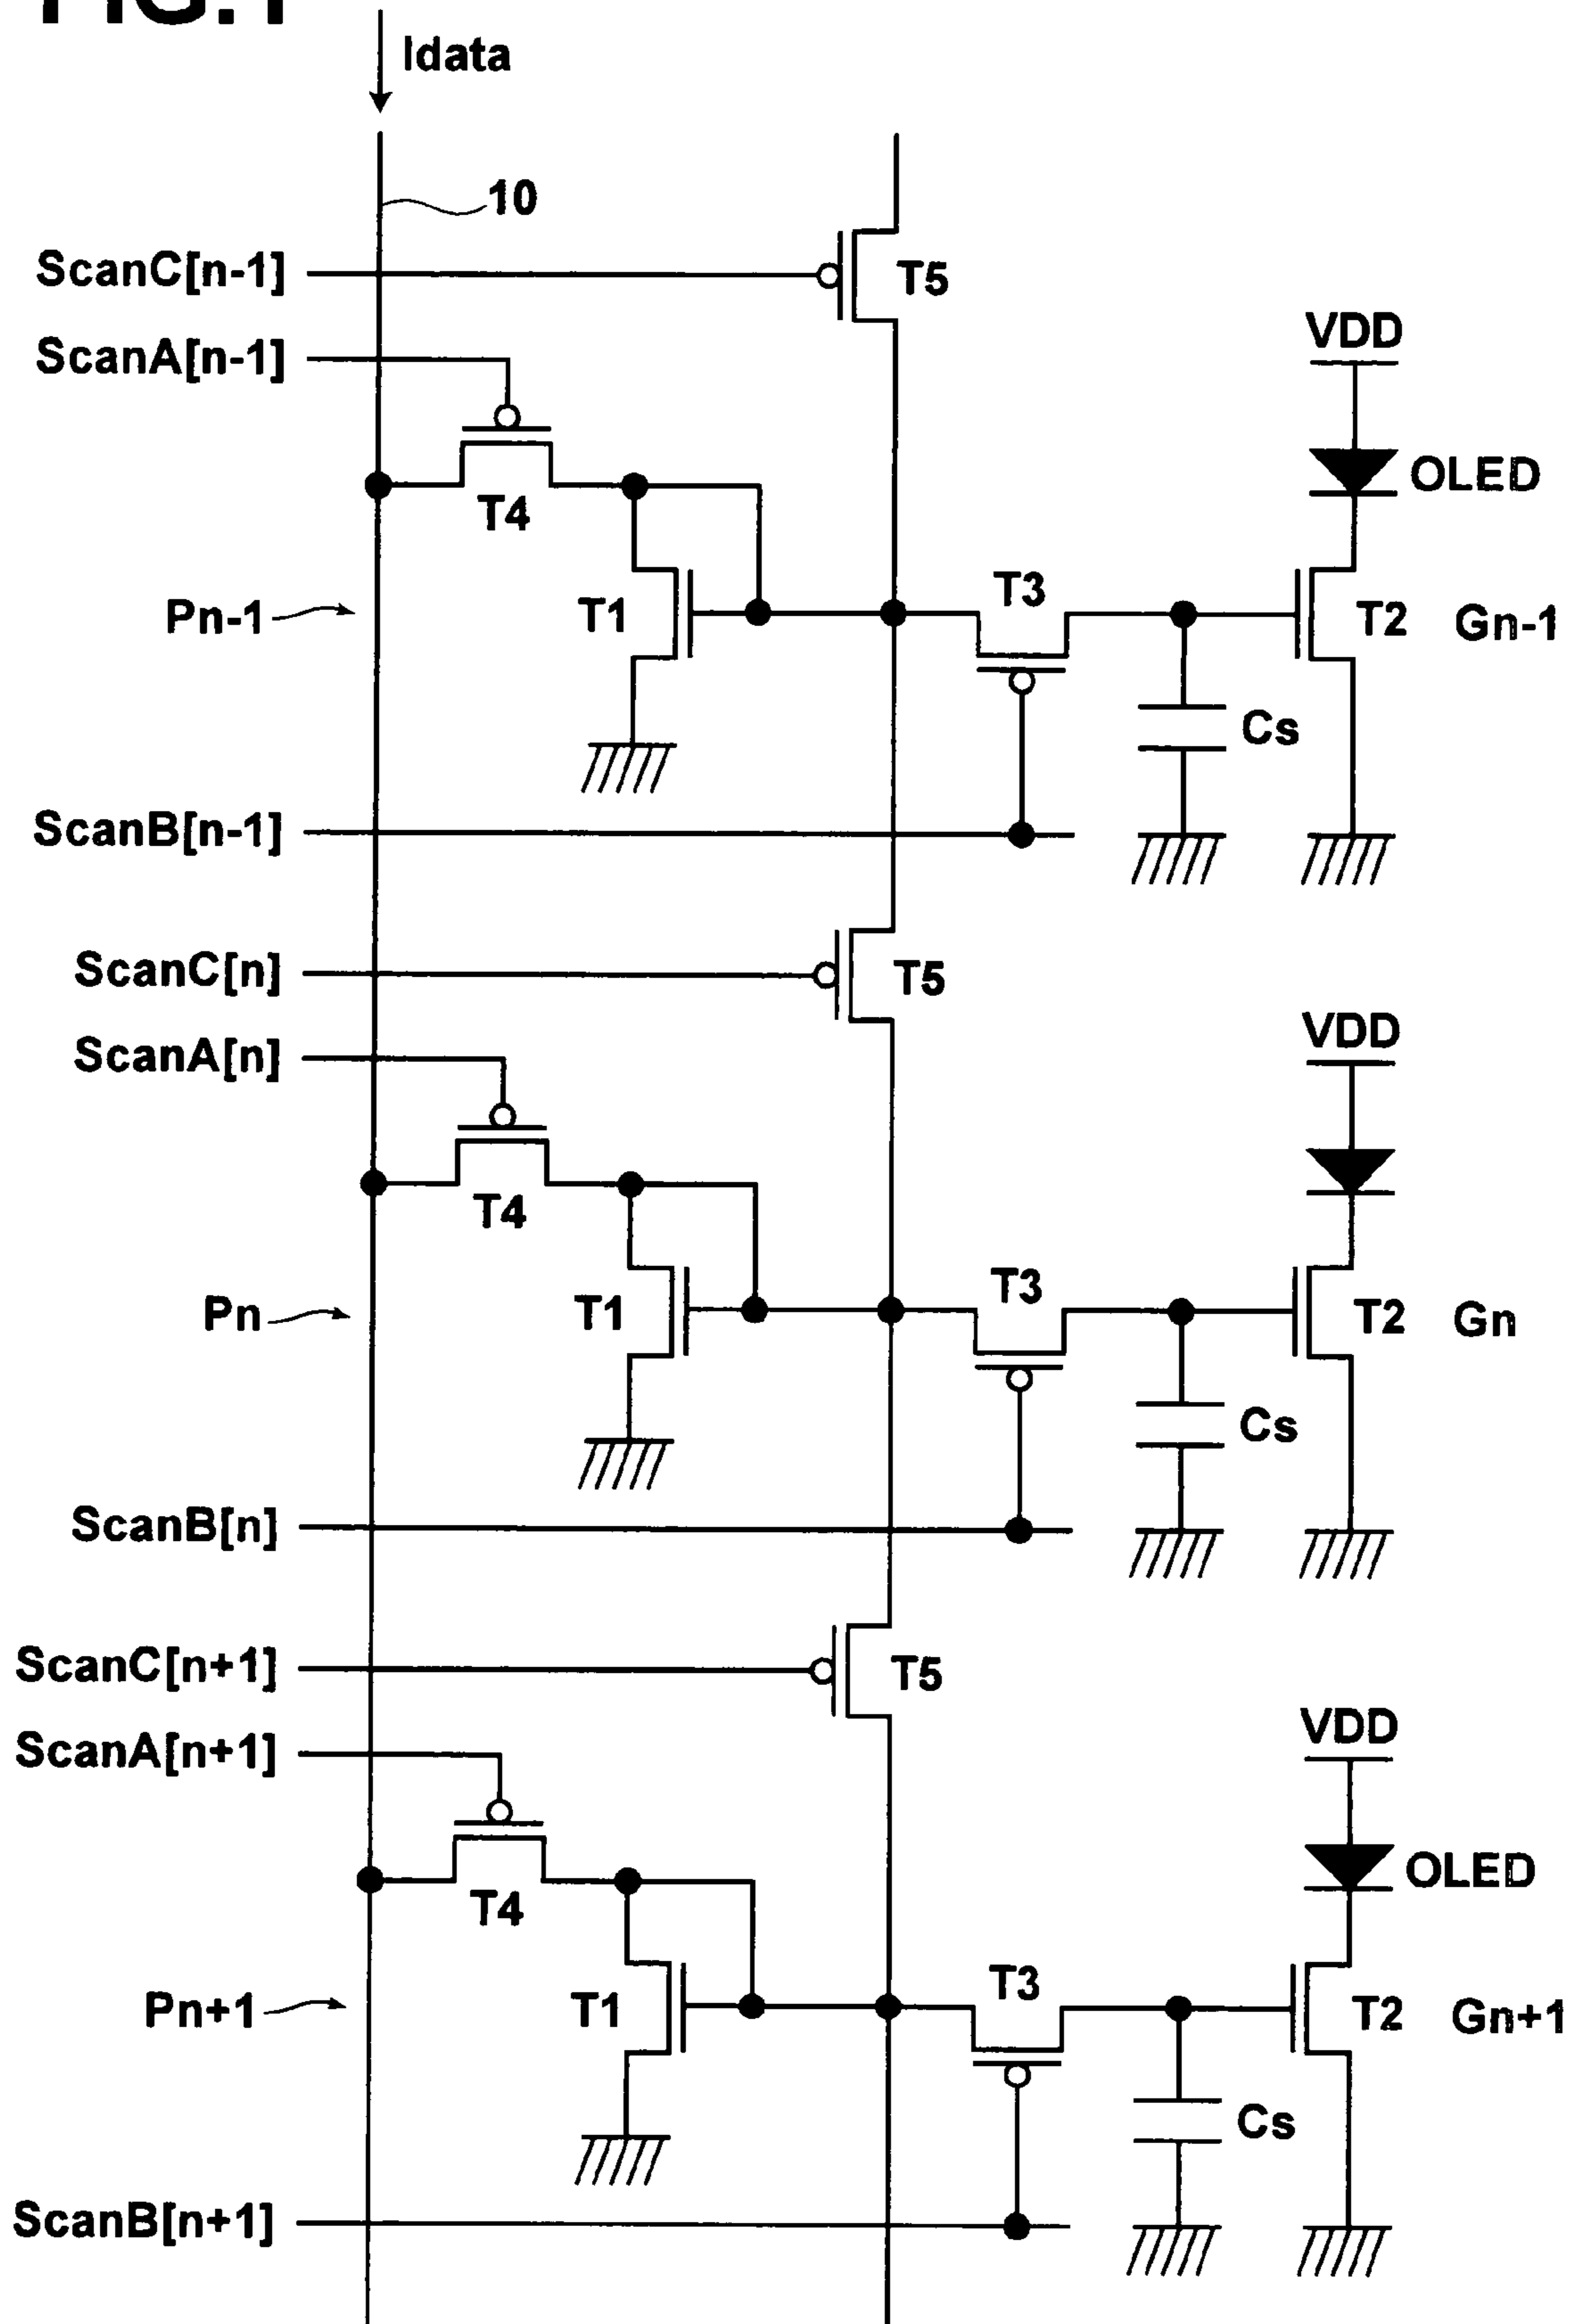 FIG.1
Idata
10
ScanC[n-1]
T5
ScanA[n-1]
VDD
OLED
T4
T3
Pn-1
T1
T2
Gn-1
Cs
ScanB[n-1]
ScanC[n]
T5
ScanA[n]
VDD
T4
T3
Pn
T1
T2
Gn
Cs
ScanB[n]
ScanC[n+1]
T5
ScanA[n+1]
VDD
OLED
T4
T3
Pn+1
T1
T2
Gn+1
Cs
ScanB[n+1]